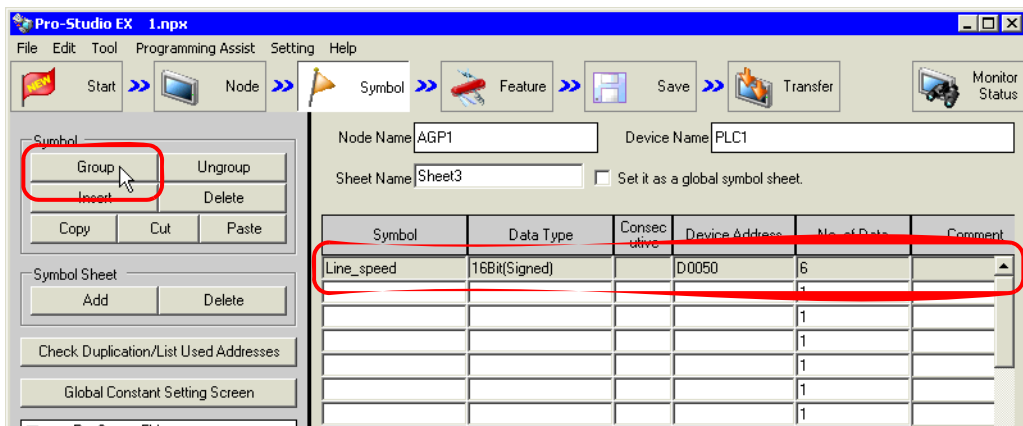 Pro-Studio EX 1.npx
File Edit Tool Programming Assist Setting Help
NEW Start Node Symbol Feature Save Transfer Monitor Status
Symbol
Group Ungroup
Insert Delete
Copy Cut Paste
Symbol Sheet
Add Delete
Check Duplication/List Used Addresses
Global Constant Setting Screen
Node Name AGP1 Device Name PLC1
Sheet Name Sheet3 Set it as a global symbol sheet.
Symbol Data Type Consecutive Device Address No. of Data Comment
Line_speed 16Bit(Signed) D0050 6
1
1
1
1
1
1